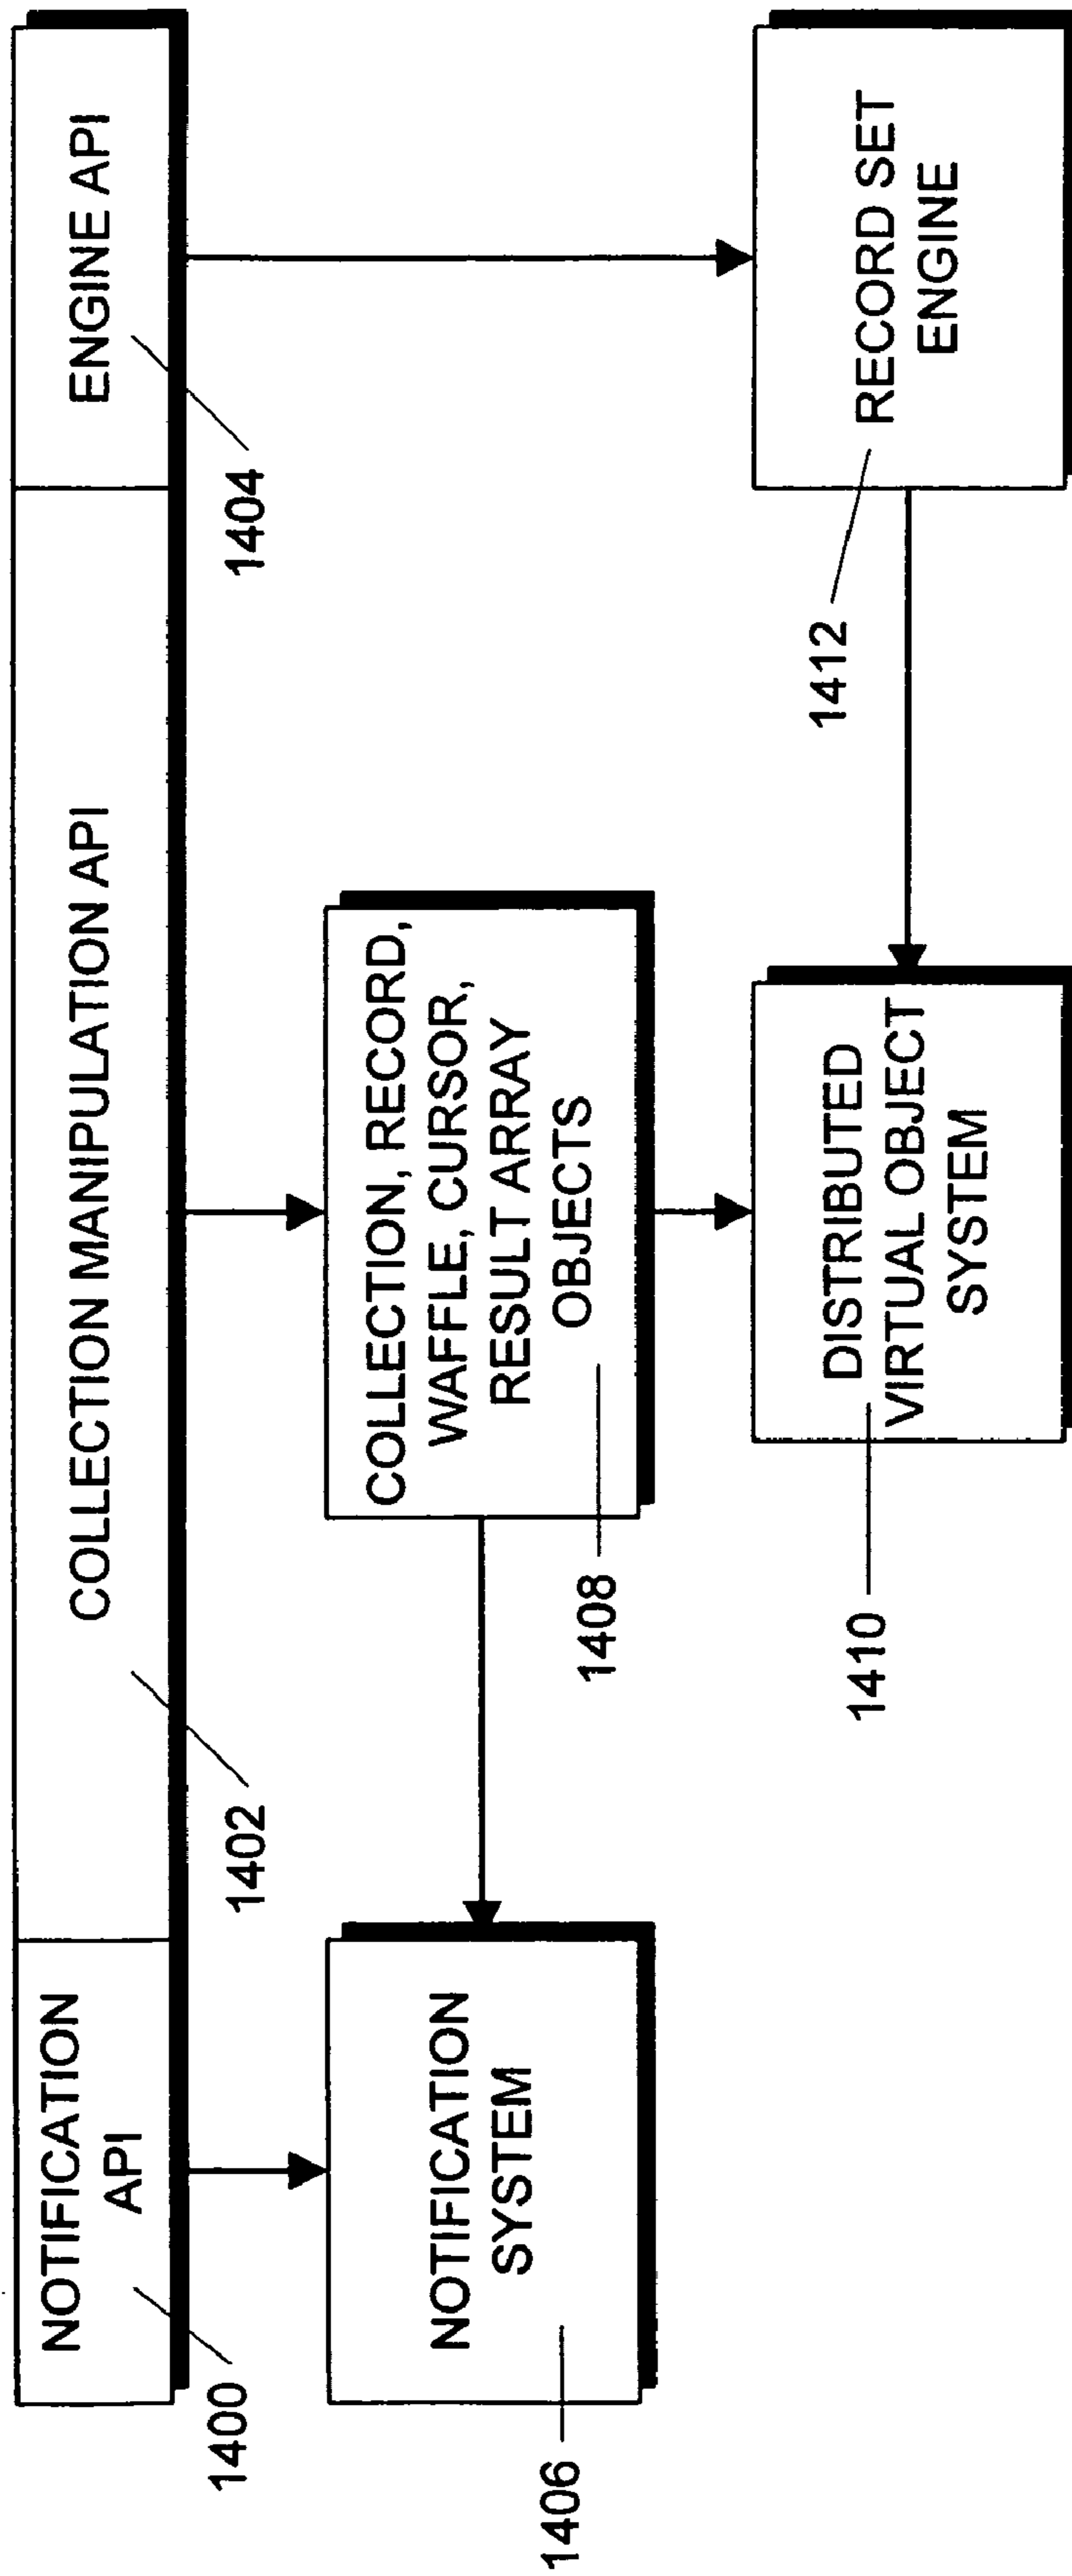 NOTIFICATION
API
COLLECTION MANIPULATION API
ENGINE API
1400
1402
1404
NOTIFICATION
SYSTEM
COLLECTION, RECORD,
WAFFLE, CURSOR,
RESULT ARRAY
OBJECTS
1406
1408
DISTRIBUTED
VIRTUAL OBJECT
SYSTEM
RECORD SET
ENGINE
1410
1412